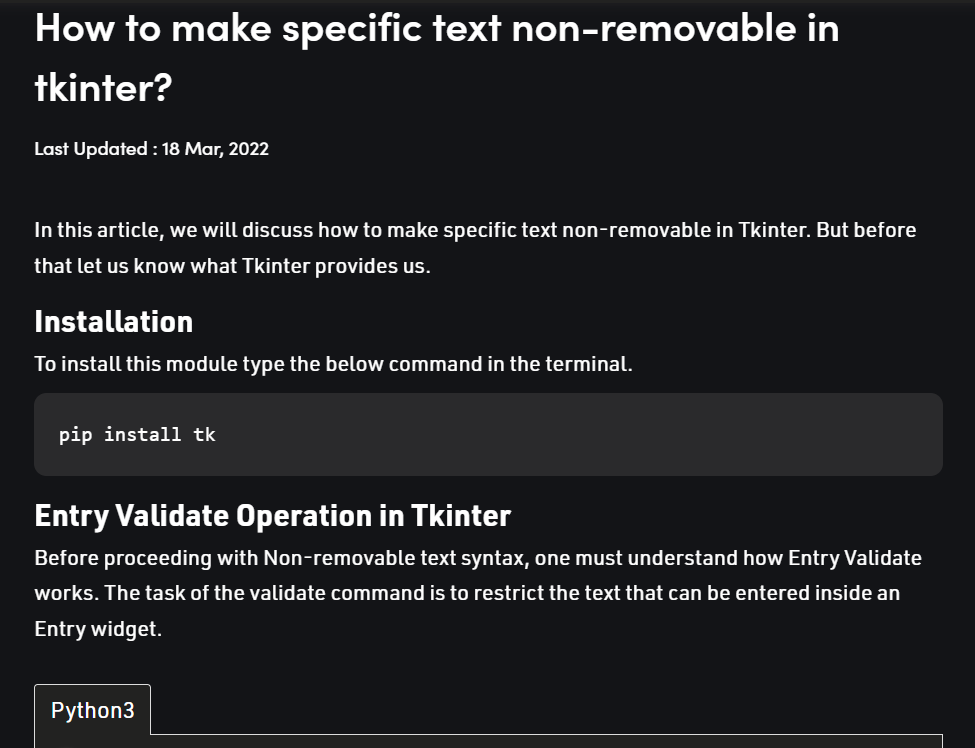 How to make specific text non-removable in
tkinter?
Last Updated : 18 Mar, 2022
In this article, we will discuss how to make specific text non-removable in Tkinter. But before
that let us know what Tkinter provides us.
Installation
To install this module type the below command in the terminal.
pip install tk
Entry Validate Operation in Tkinter
Before proceeding with Non-removable text syntax, one must understand how Entry Validate
works. The task of the validate command is to restrict the text that can be entered inside an
Entry widget.
Python3